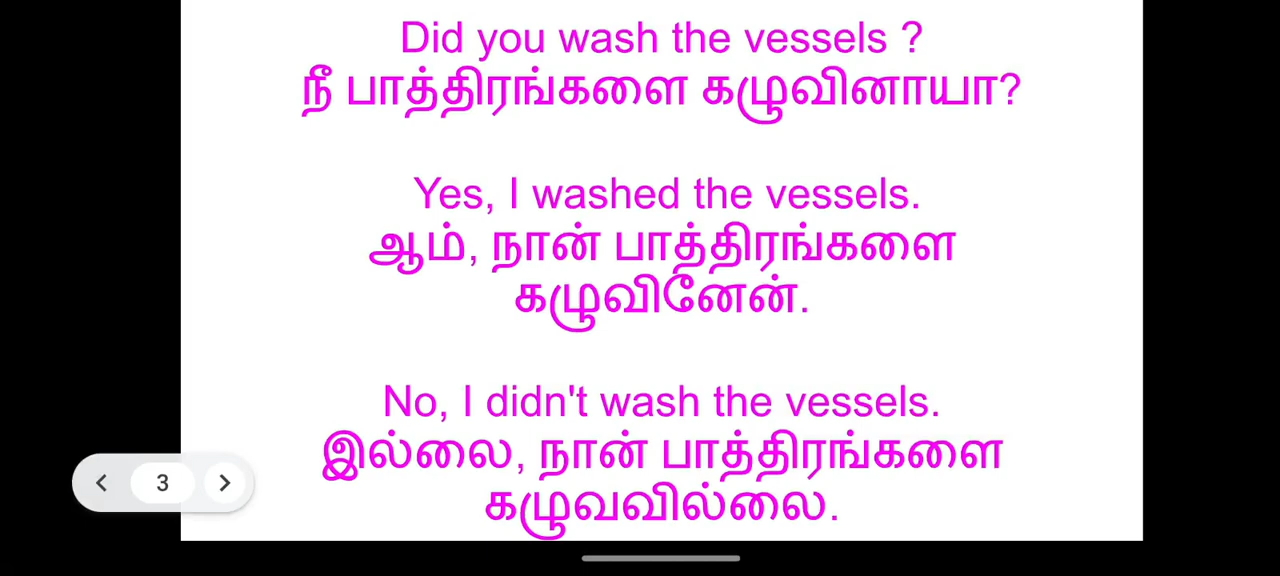 Did you wash the vessels ?
நீ பாத்திரங்களை கழுவினாயா?
Yes, I washed the vessels.
ஆம், நான் பாத்திரங்களை
கழுவினேன்.
No, I didn't wash the vessels.
இல்லை, நான் பாத்திரங்களை
கழுவவில்லை.
3